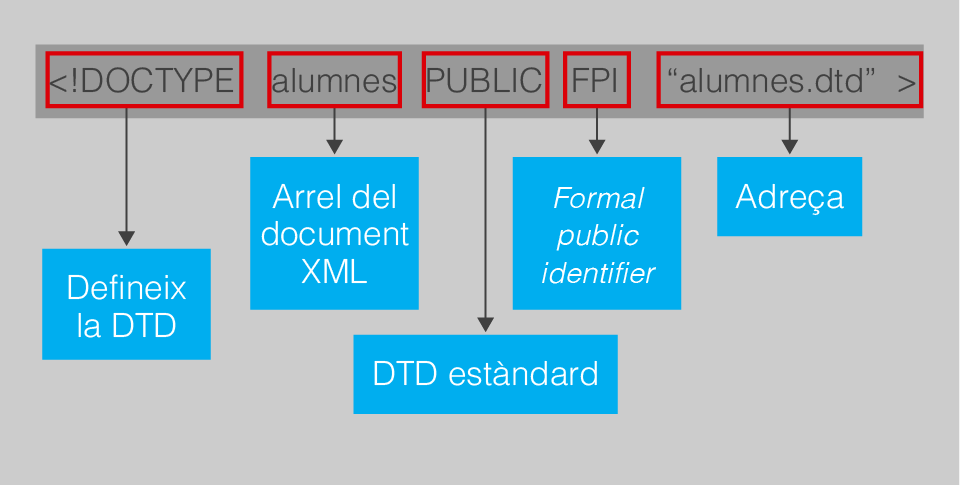 <!DOCTYPE alumnes PUBLIC FPI “alumnes.dtd” >
Defineix
la DTD
Arrel del
document
XML
DTD estàndard
Formal
public
identifier
Adreça